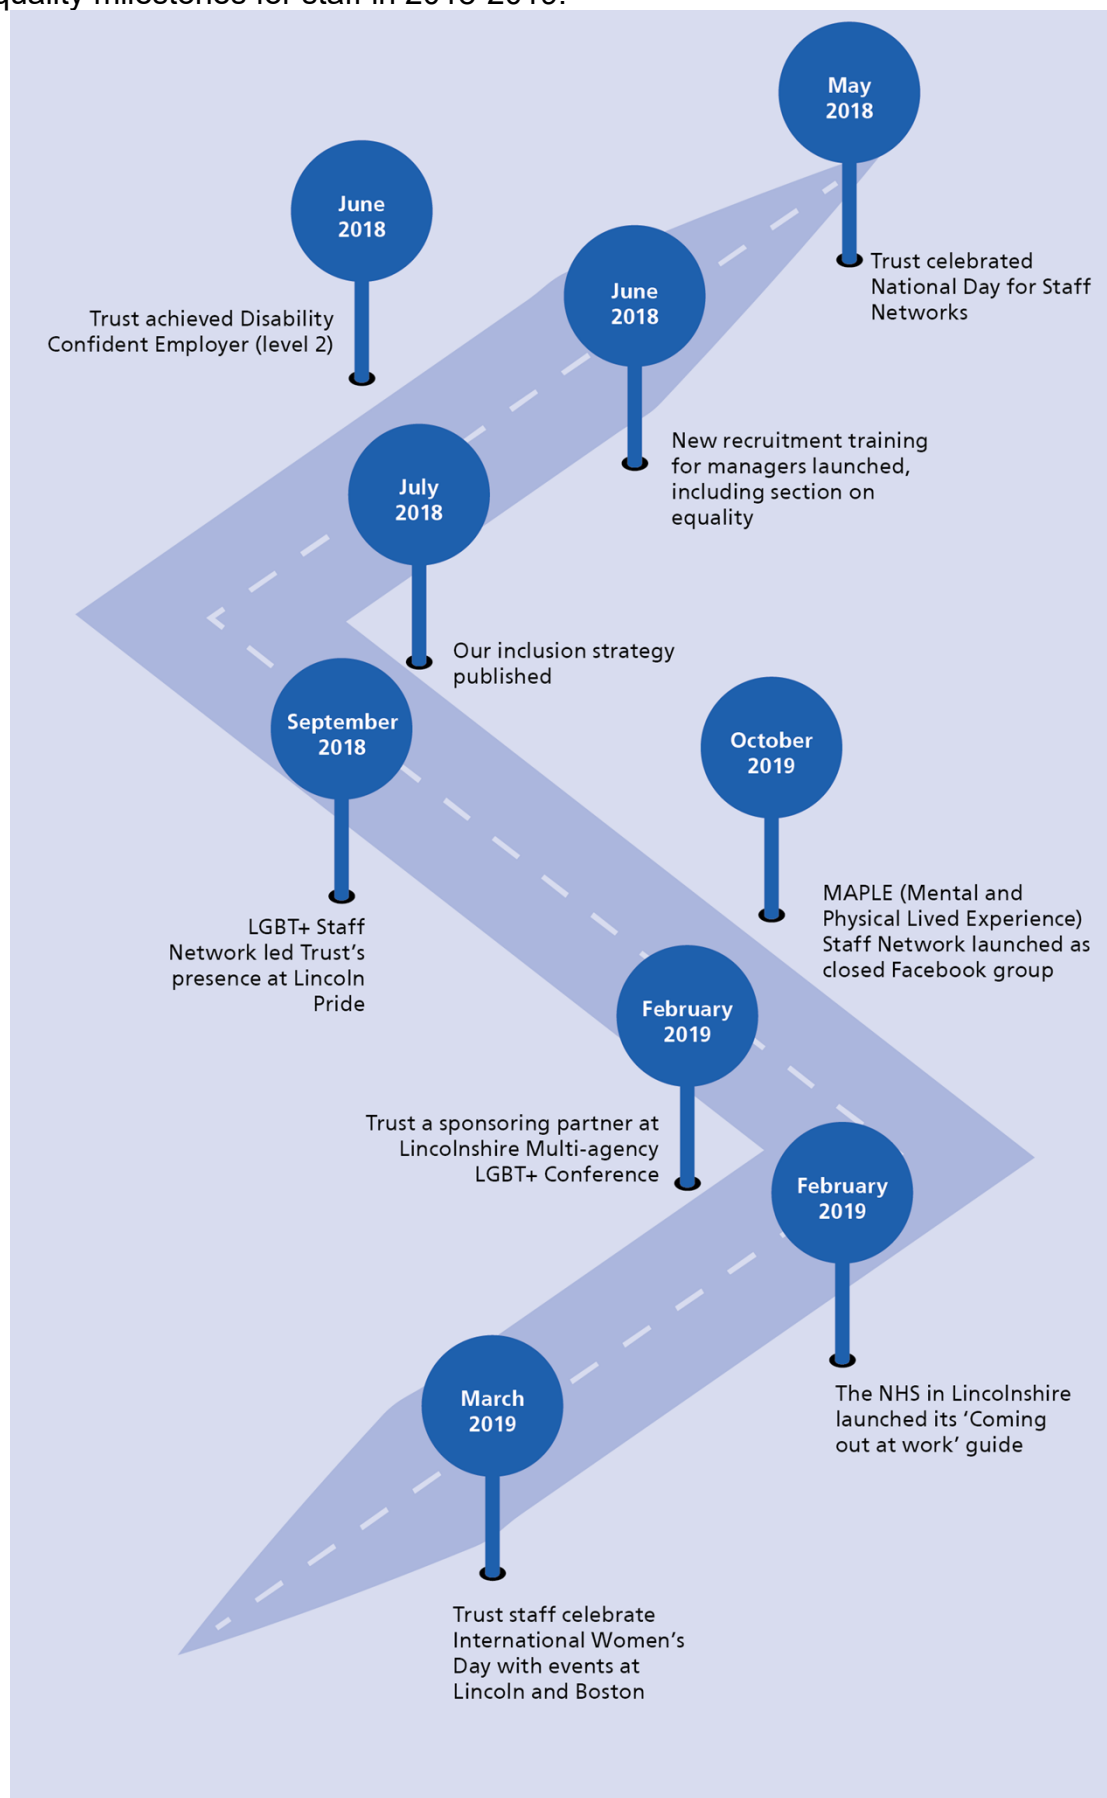 milestones for staff in
May
2018
Trust celebrated
National Day for Staff
Networks
June
2018
Trust achieved Disability
Confident Employer (level 2)
June
2018
New recruitment training
for managers launched,
including section on
equality
July
2018
Our inclusion strategy
published
September
2018
LGBT+ Staff
Network led Trust’s
presence at Lincoln
Pride
October
2019
MAPLE (Mental and
Physical Lived Experience)
Staff Network launched as
closed Facebook group
February
2019
Trust a sponsoring partner at
Lincolnshire Multi-agency
LGBT+ Conference
February
2019
The NHS in Lincolnshire
launched its ‘Coming
out at work’ guide
March
2019
Trust staff celebrate
International Women’s
Day with events at
Lincoln and Boston